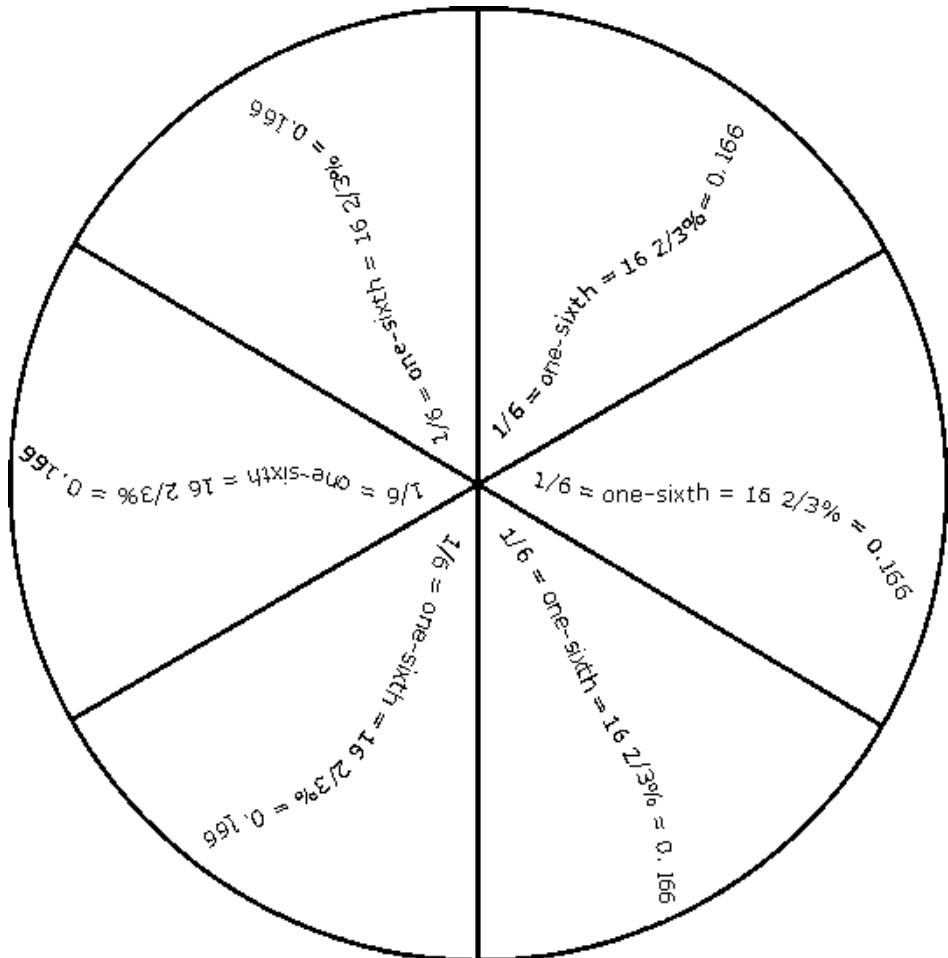 1/6 = one-sixth = 16 2/3% = 0.166
1/6 = one-sixth = 16 2/3% = 0.166
1/6 = one-sixth = 16 2/3% = 0.166
1/6 = one-sixth = 16 2/3% = 0.166
1/6 = one-sixth = 16 2/3% = 0.166
1/6 = one-sixth = 16 2/3% = 0.166